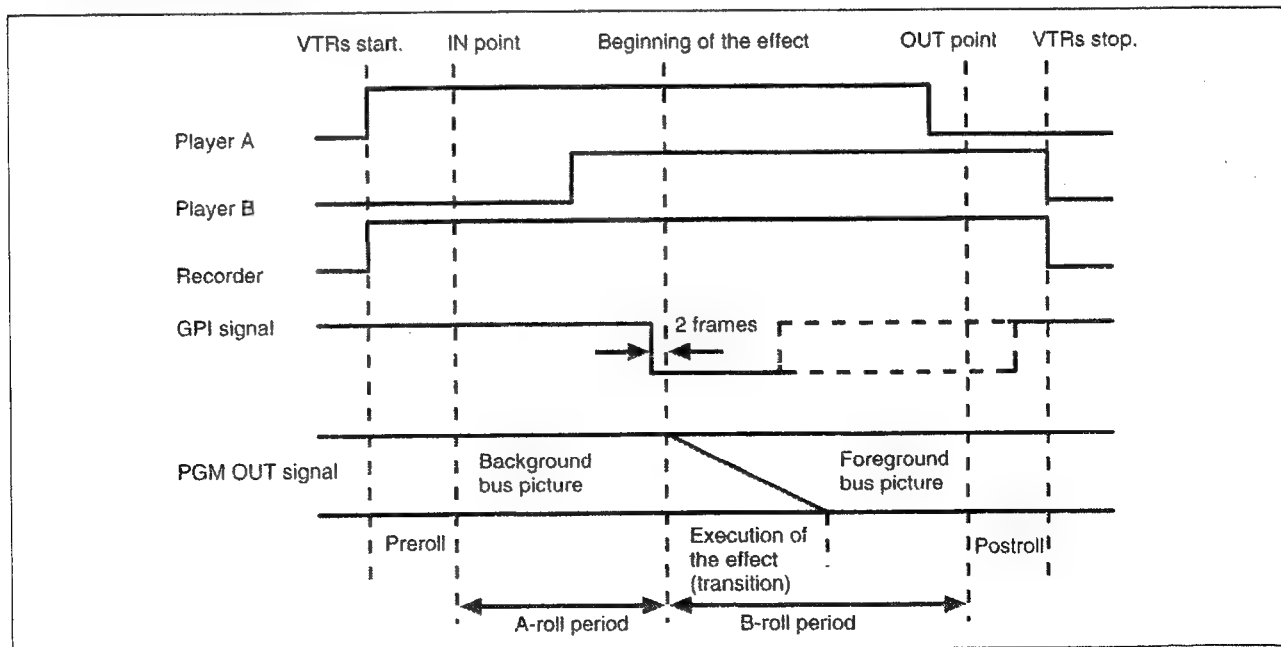 VTRs start. IN point Beginning of the effect OUT point VTRs stop.
Player A
Player B
Recorder
GPI signal
2 frames
PGM OUT signal
Background
bus picture
Foreground
bus picture
Preroll
Execution of
the effect
(transition)
Postroll
A-roll period
B-roll period